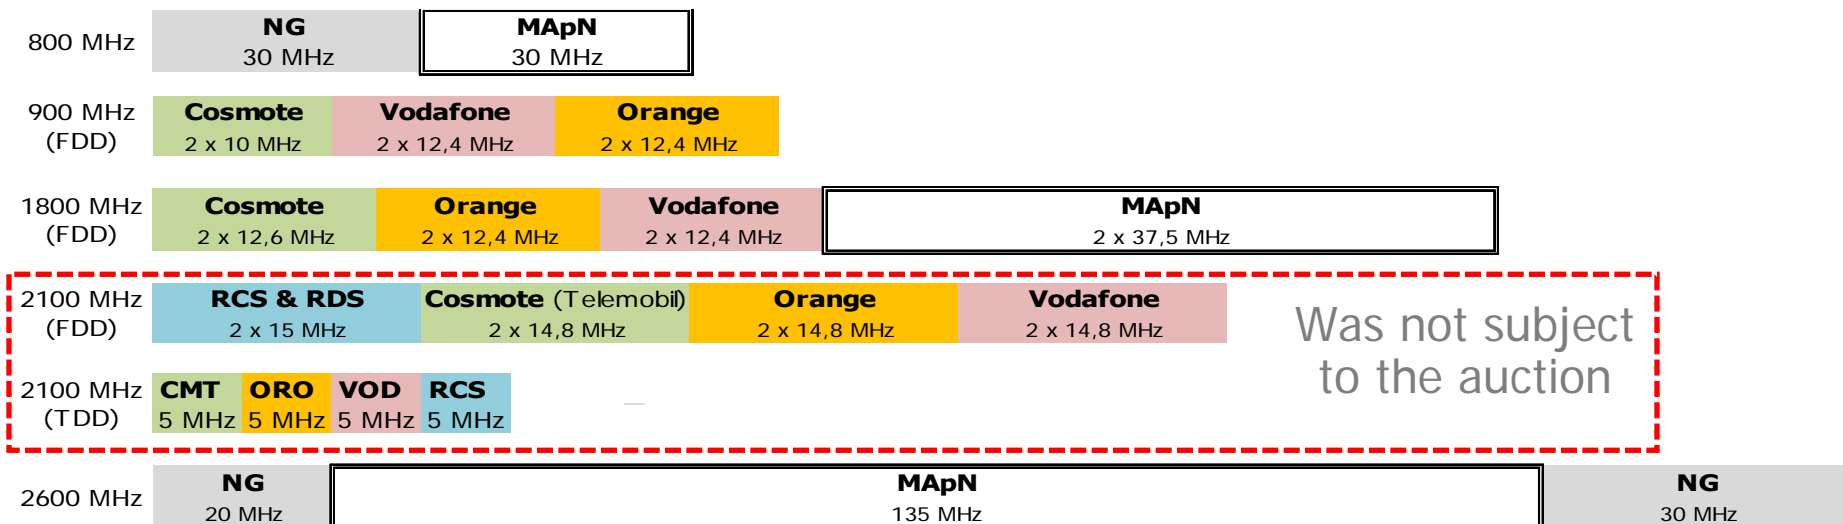 800 MHz
NG
30 MHz
MApN
30 MHz
900 MHz
(FDD)
Cosmote
2 x 10 MHz
Vodafone
2 x 12,4 MHz
Orange
2 x 12,4 MHz
1800 MHz
(FDD)
Cosmote
2 x 12,6 MHz
Orange
2 x 12,4 MHz
Vodafone
2 x 12,4 MHz
MApN
2 x 37,5 MHz
2100 MHz
(FDD)
RCS & RDS
2 x 15 MHz
Cosmote (Telemobil)
2 x 14,8 MHz
Orange
2 x 14,8 MHz
Vodafone
2 x 14,8 MHz
Was not subject
to the auction
2100 MHz
(TDD)
CMT
5 MHz
ORO
5 MHz
VOD
5 MHz
RCS
5 MHz
2600 MHz
NG
20 MHz
MApN
135 MHz
NG
30 MHz